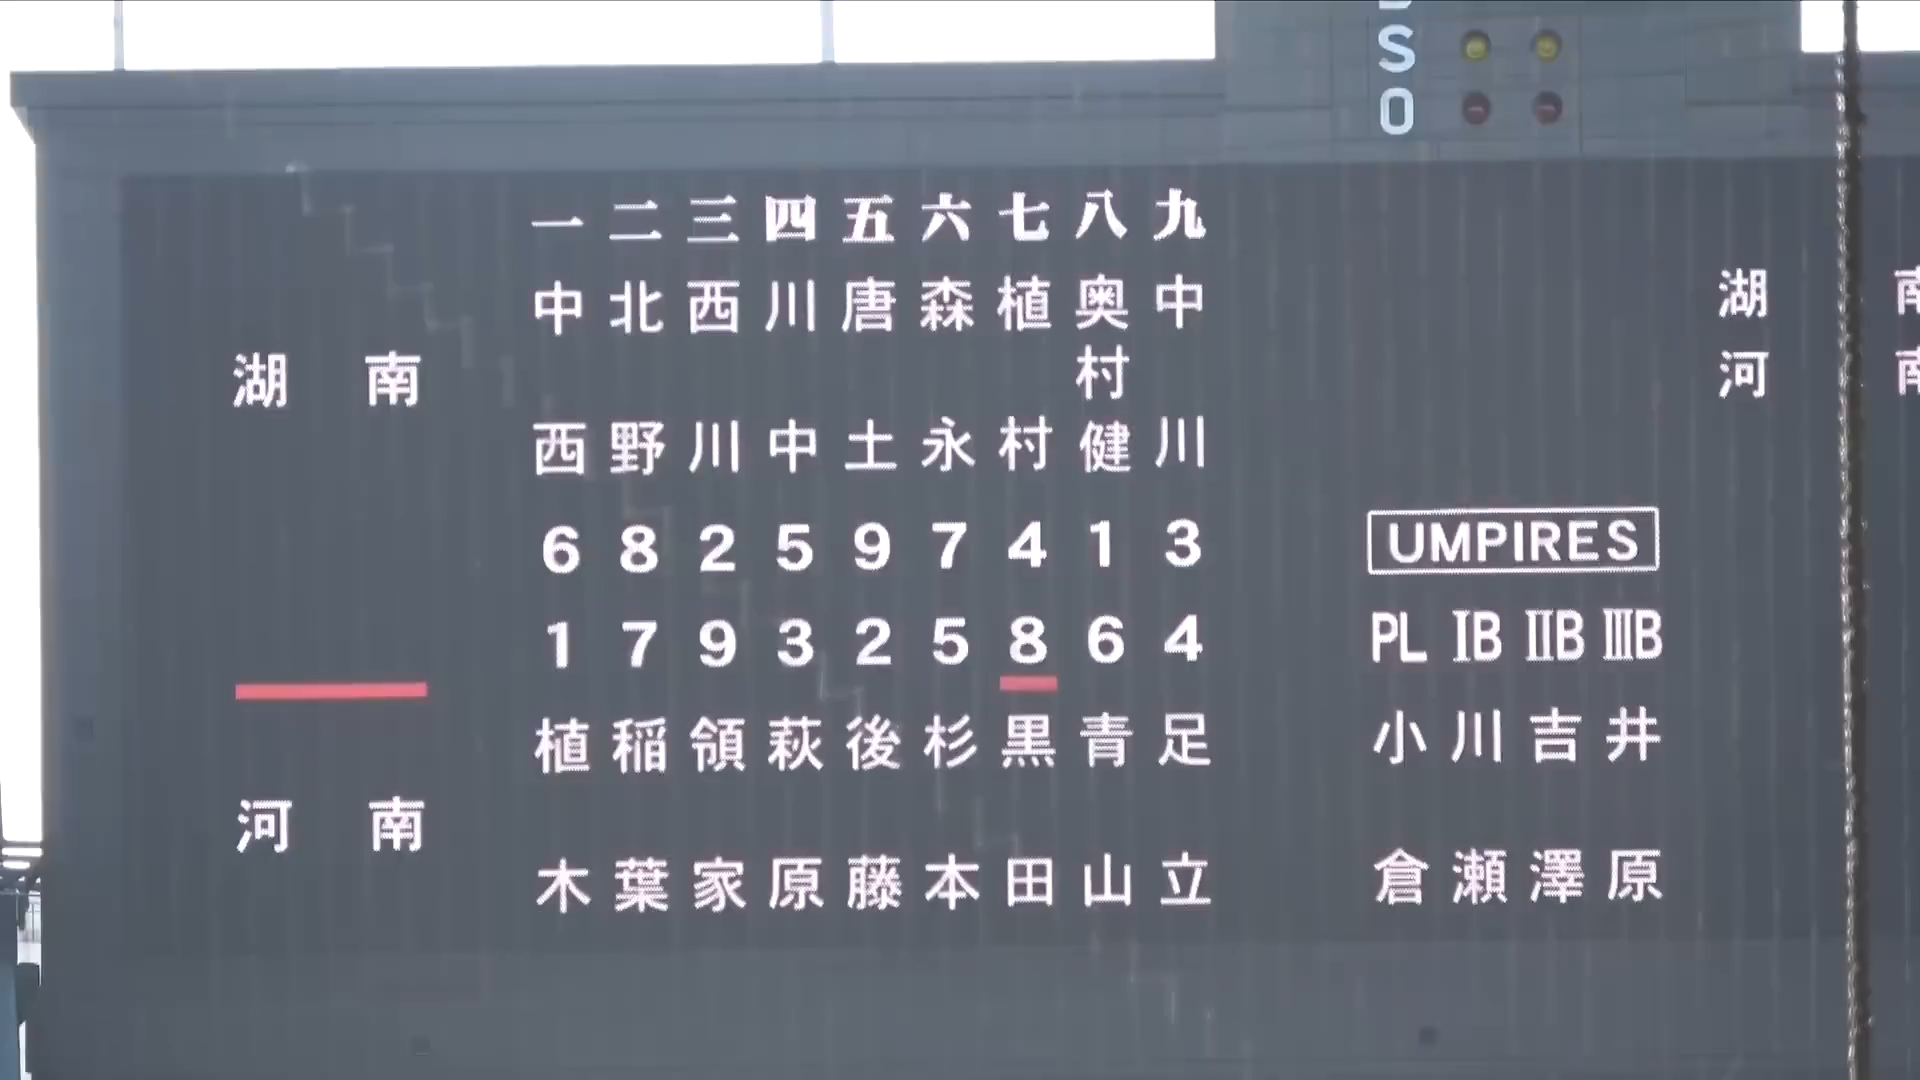 S
O
一 二 三 四 五 六 七 八 九
湖 南
中西 北野 西川 川中 唐土 森永 植村 奥村健 中川
6 8 2 5 9 7 4 1 3
1 7 9 3 2 5 8 6 4
植木 稲葉 領家 萩原 後藤 杉本 黒田 青山 足立
河 南
UMPIRES
PL ⅠB ⅡB ⅢB
小倉 川瀬 吉澤 井原
湖 南
河 南